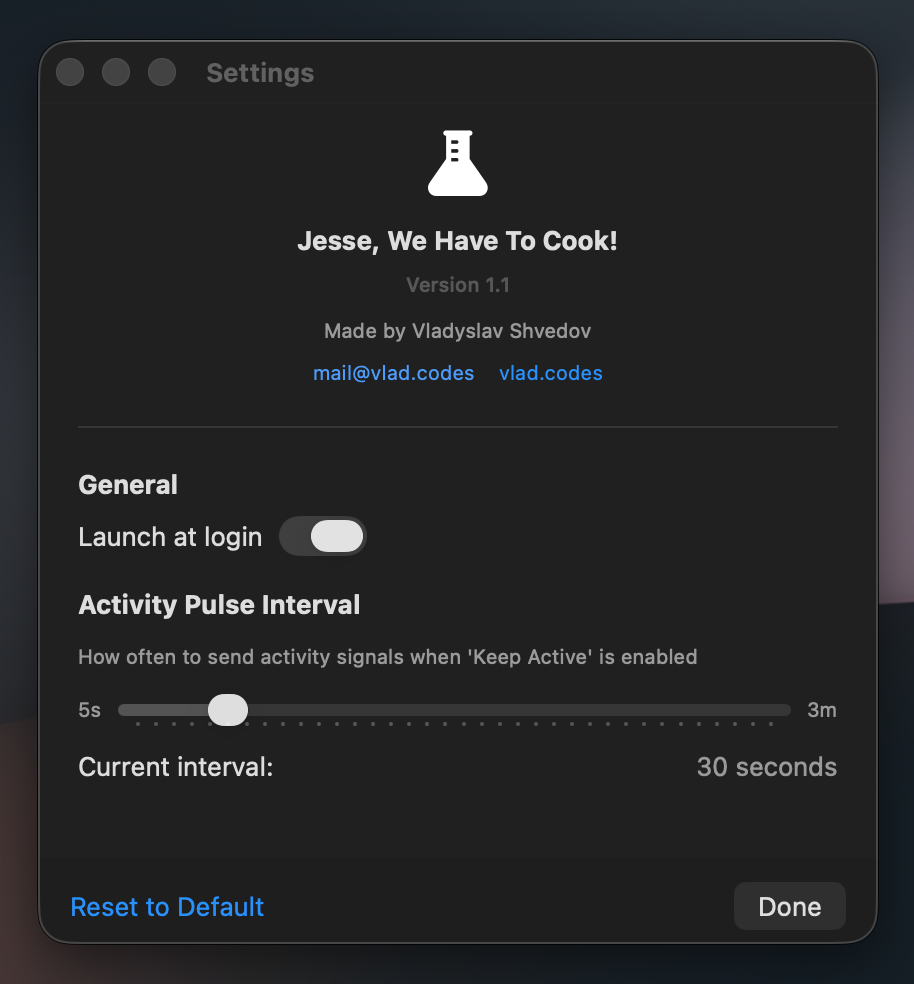 Settings
Jesse, We Have To Cook!
Version 1.1
Made by Vladyslav Shvedov
mail@vlad.codes vlad.codes
General
Launch at login
Activity Pulse Interval
How often to send activity signals when 'Keep Active' is enabled
5s 3m
Current interval: 30 seconds
Reset to Default Done